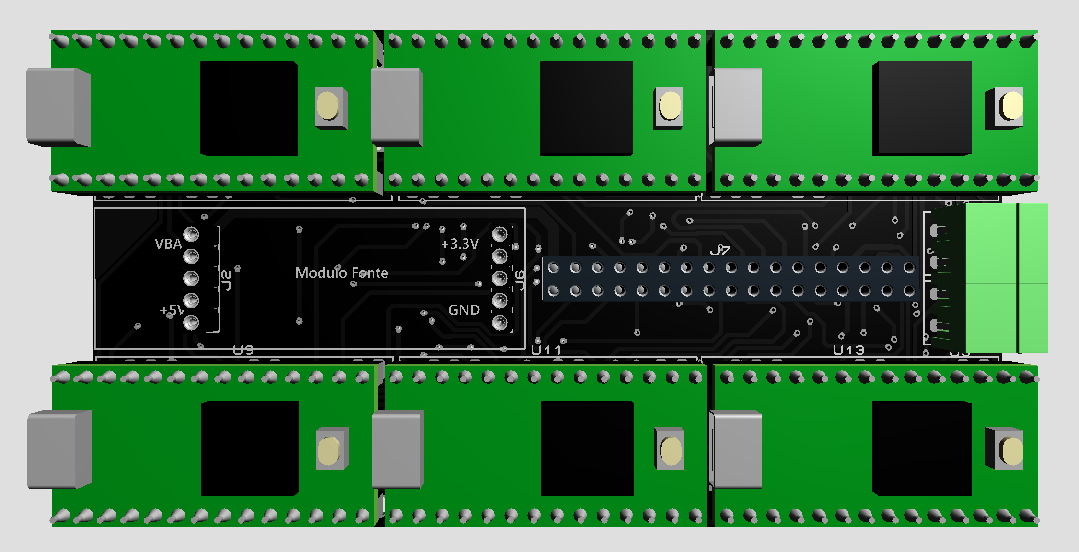 J7
VBA
+3.3V
Modulo Fonte
J2
J6
+5V
GND
U9
U11
U13